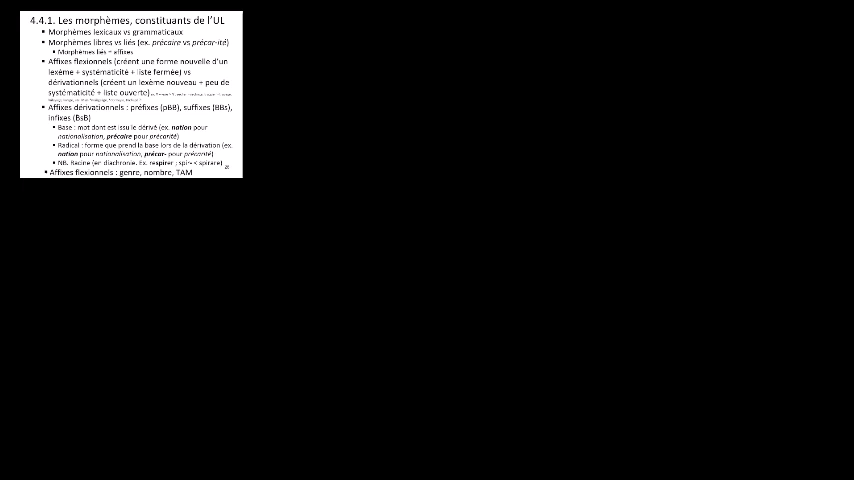 4.4.1. Les morphèmes, constituants de l’UL
▪ Morphèmes lexicaux vs grammaticaux
▪ Morphèmes libres vs liés (ex. précaire vs précar-ité)
▪ Morphèmes liés = affixes
▪ Affixes flexionnels (créent une forme nouvelle d’un
lexème + systématicité + liste fermée) vs
dérivationnels (créent un lexème nouveau + peu de
systématicité + liste ouverte)
▪ Affixes dérivationnels : préfixes (pBB), suffixes (BBs),
infixes (BsB)
▪ Base : mot dont est issu le dérivé (ex. nation pour
nationalisation, précaire pour précarité)
▪ Radical : forme que prend la base lors de la dérivation (ex.
nation pour nationalisation, précar- pour précarité)
▪ NB. Racine (en diachronie. Ex. respirer : spir- < spirare)
▪ Affixes flexionnels : genre, nombre, TAM